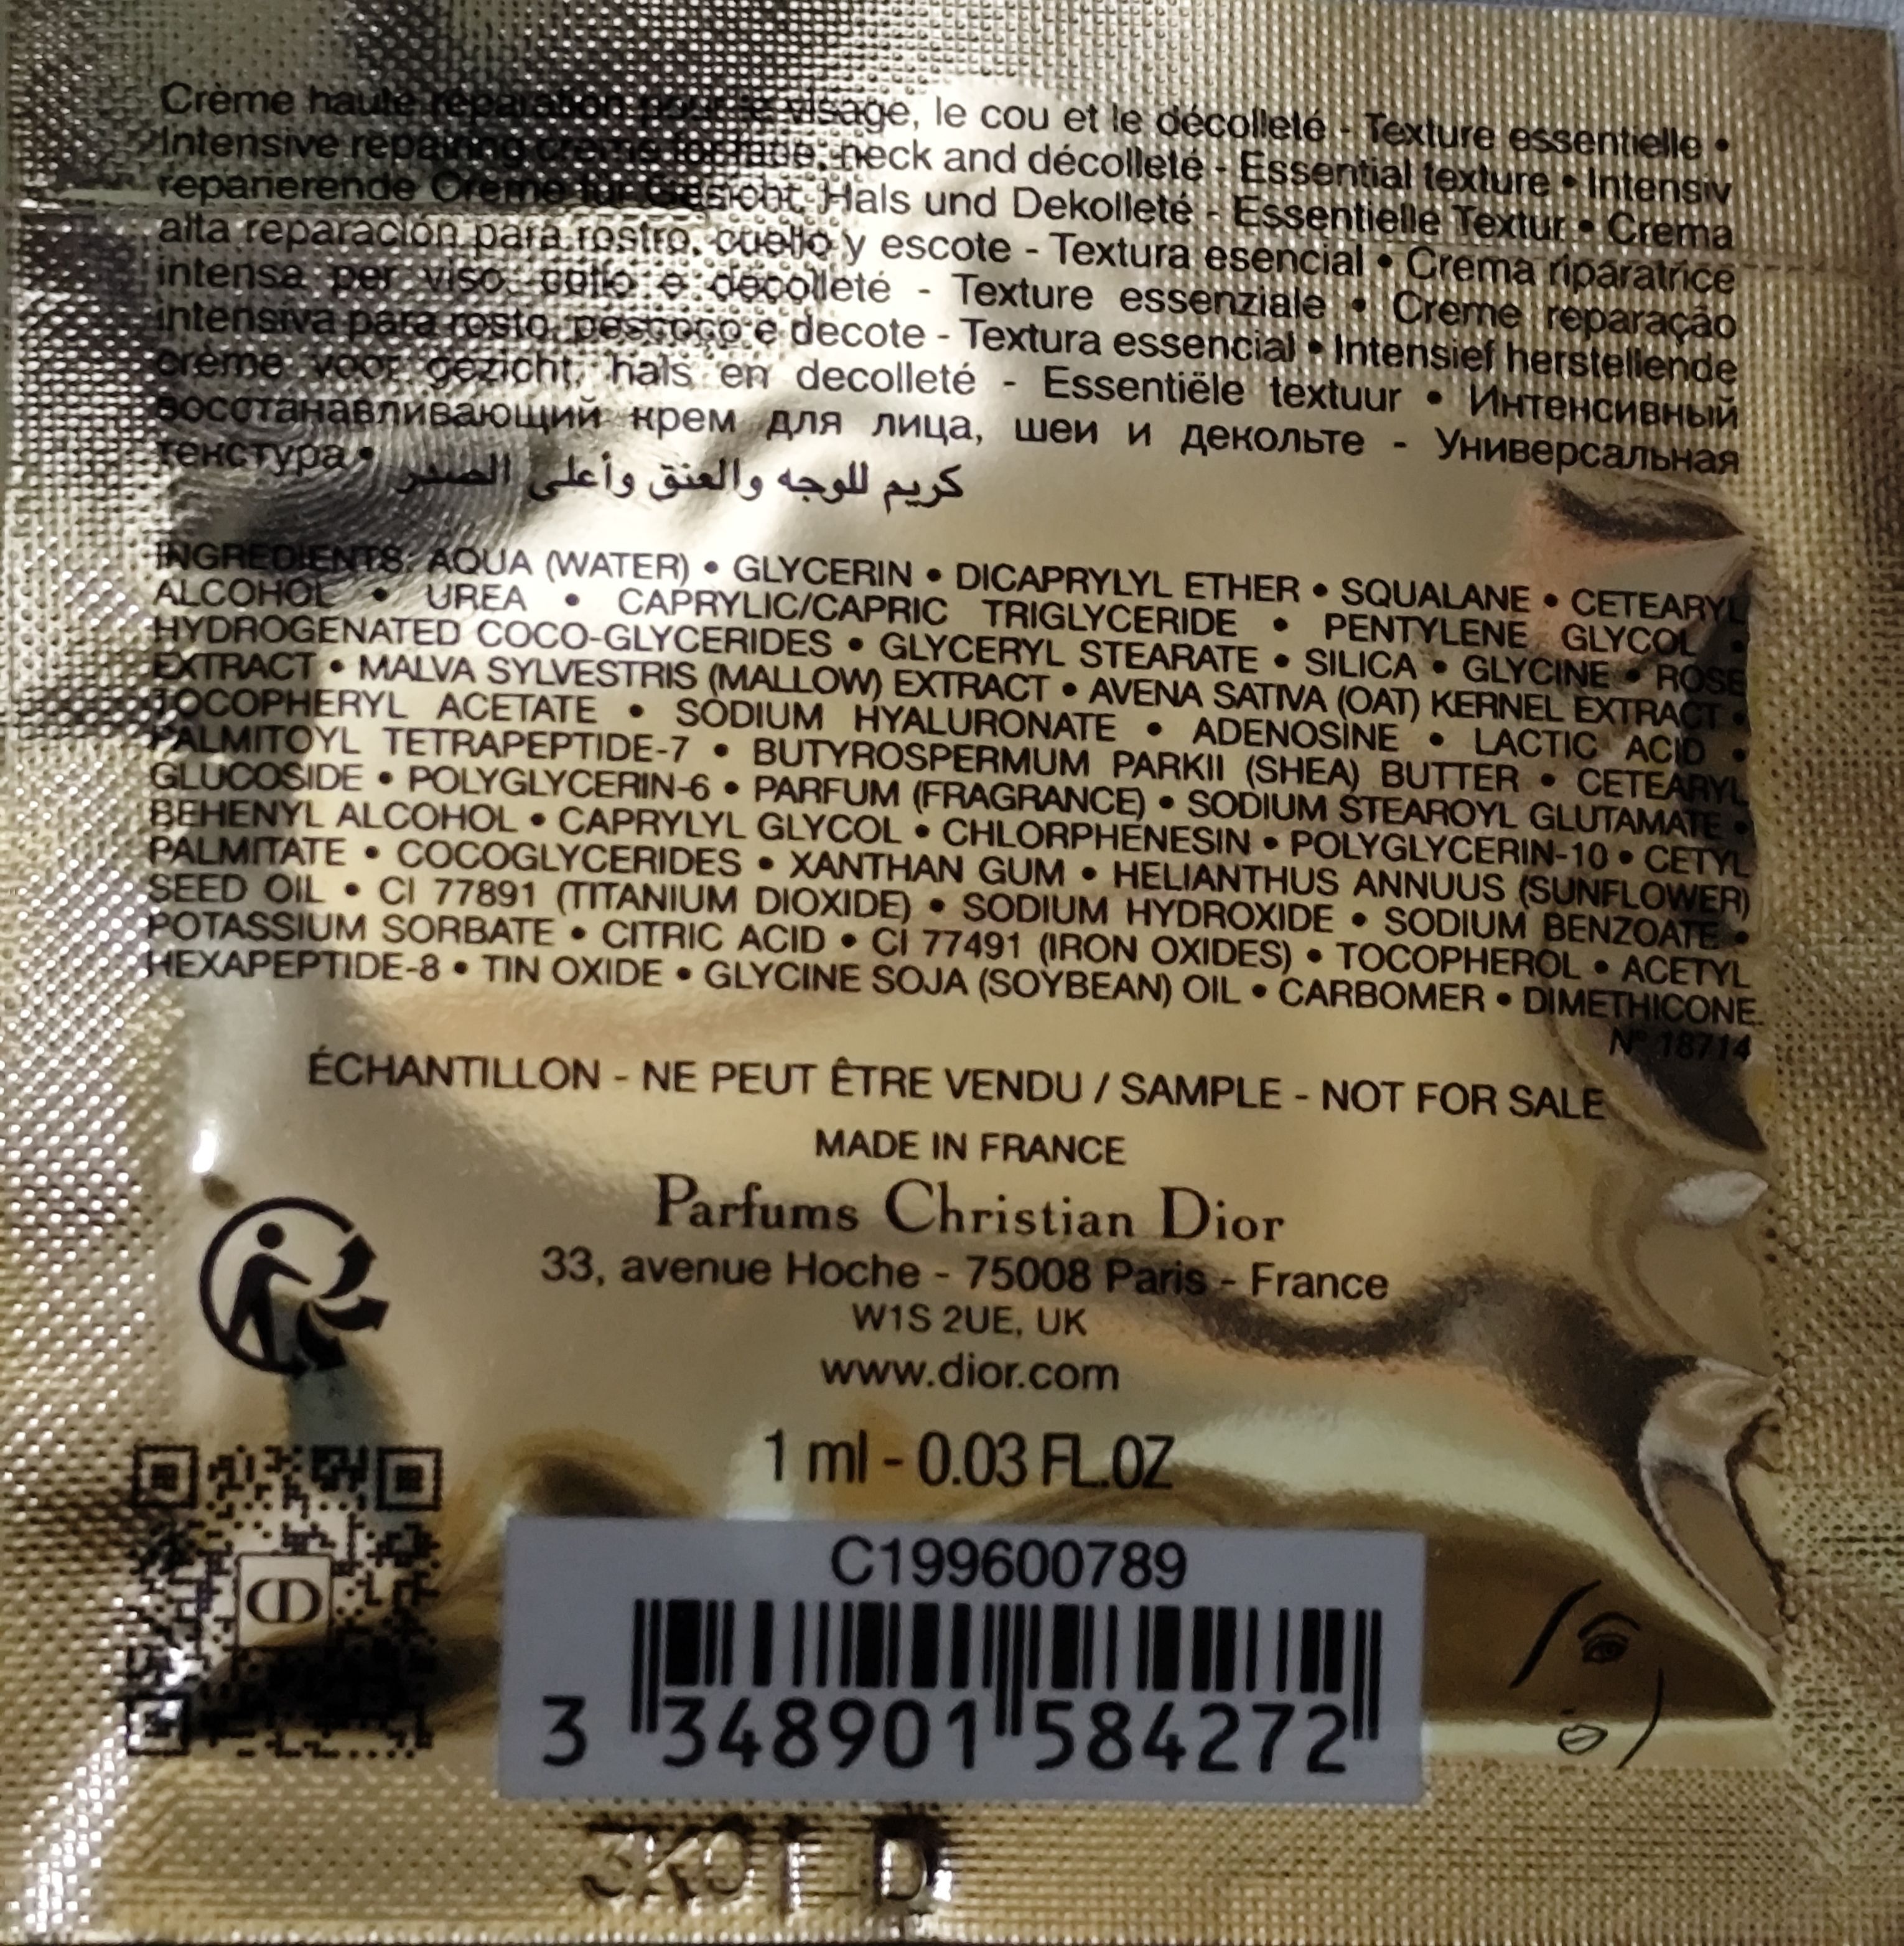 Crème haute réparation pour le visage, le cou et le décolleté - Texture essentielle •
Intensive repairing creme for face, neck and décolleté - Essential texture • Intensiv
reparierende Creme für Gesicht, Hals und Dekolleté - Essentielle Textur • Crema
alta reparación para rostro, cuello y escote - Textura esencial • Crema riparatrice
intensa per viso, collo e decolleté - Texture essenziale • Creme reparação
intensiva para rosto, pescoço e decote - Textura essencial • Intensief herstellende
crème voor gezicht, hals en decolleté - Essentiële textuur • Интенсивный
восстанавливающий крем для лица, шеи и декольте - Универсальная
текстура • كريم للوجه والعنق وأعلى الصدر
INGREDIENTS: AQUA (WATER) • GLYCERIN • DICAPRYLYL ETHER • SQUALANE • CETEARYL
ALCOHOL • UREA • CAPRYLIC/CAPRIC TRIGLYCERIDE • PENTYLENE GLYCOL •
HYDROGENATED COCO-GLYCERIDES • GLYCERYL STEARATE • SILICA • GLYCINE • ROSE
EXTRACT • MALVA SYLVESTRIS (MALLOW) EXTRACT • AVENA SATIVA (OAT) KERNEL EXTRACT •
TOCOPHERYL ACETATE • SODIUM HYALURONATE • ADENOSINE • LACTIC ACID •
PALMITOYL TETRAPEPTIDE-7 • BUTYROSPERMUM PARKII (SHEA) BUTTER • CETEARYL
GLUCOSIDE • POLYGLYCERIN-6 • PARFUM (FRAGRANCE) • SODIUM STEAROYL GLUTAMATE •
BEHENYL ALCOHOL • CAPRYLYL GLYCOL • CHLORPHENESIN • POLYGLYCERIN-10 • CETYL
PALMITATE • COCOGLYCERIDES • XANTHAN GUM • HELIANTHUS ANNUUS (SUNFLOWER)
SEED OIL • CI 77891 (TITANIUM DIOXIDE) • SODIUM HYDROXIDE • SODIUM BENZOATE •
POTASSIUM SORBATE • CITRIC ACID • CI 77491 (IRON OXIDES) • TOCOPHEROL • ACETYL
HEXAPEPTIDE-8 • TIN OXIDE • GLYCINE SOJA (SOYBEAN) OIL • CARBOMER • DIMETHICONE.
N° 18714
ÉCHANTILLON - NE PEUT ÊTRE VENDU / SAMPLE - NOT FOR SALE
MADE IN FRANCE
Parfums Christian Dior
33, avenue Hoche - 75008 Paris - France
W1S 2UE, UK
www.dior.com
1 ml - 0.03 FL.OZ
CD
C199600789
3 348901 584272
3K01 D